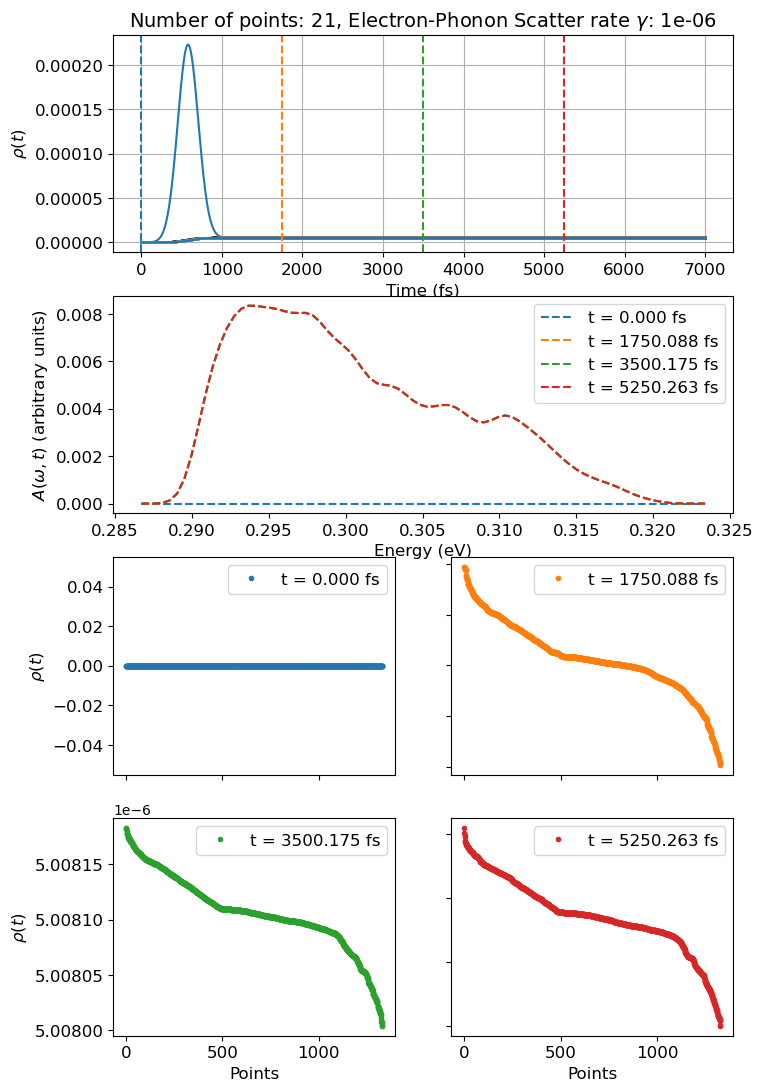 Number of points: 21, Electron-Phonon Scatter rate γ: 1e-06
0.00020
0.00015
0.00010
0.00005
0.00000
ρ(t)
0 1000 2000 3000 4000 5000 6000 7000
Time (fs)
0.008
0.006
0.004
0.002
0.000
A(ω, t) (arbitrary units)
t = 0.000 fs
t = 1750.088 fs
t = 3500.175 fs
t = 5250.263 fs
0.285 0.290 0.295 0.300 0.305 0.310 0.315 0.320 0.325
Energy (eV)
0.04
0.02
0.00
−0.02
−0.04
ρ(t)
t = 0.000 fs
t = 1750.088 fs
1e−6
5.00815
5.00810
5.00805
5.00800
ρ(t)
t = 3500.175 fs
0 500 1000
Points
t = 5250.263 fs
0 500 1000
Points